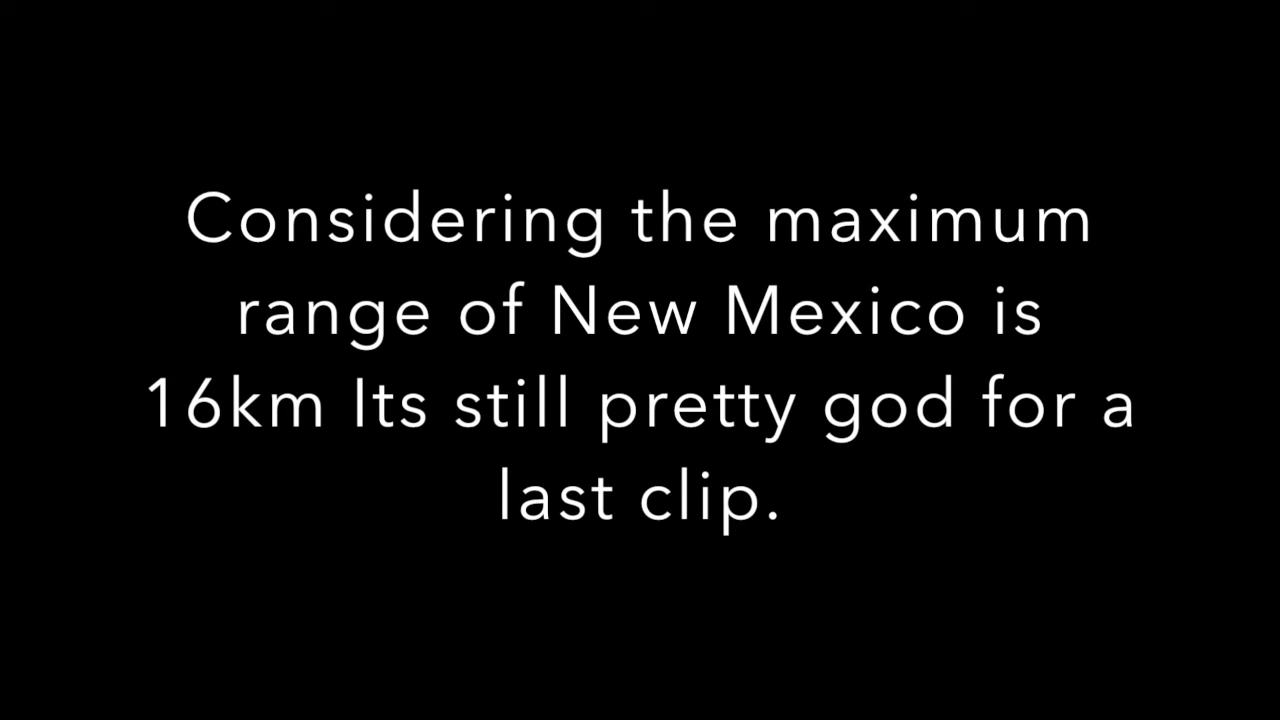 Considering the maximum
range of New Mexico is
16km Its still pretty god for a
last clip.